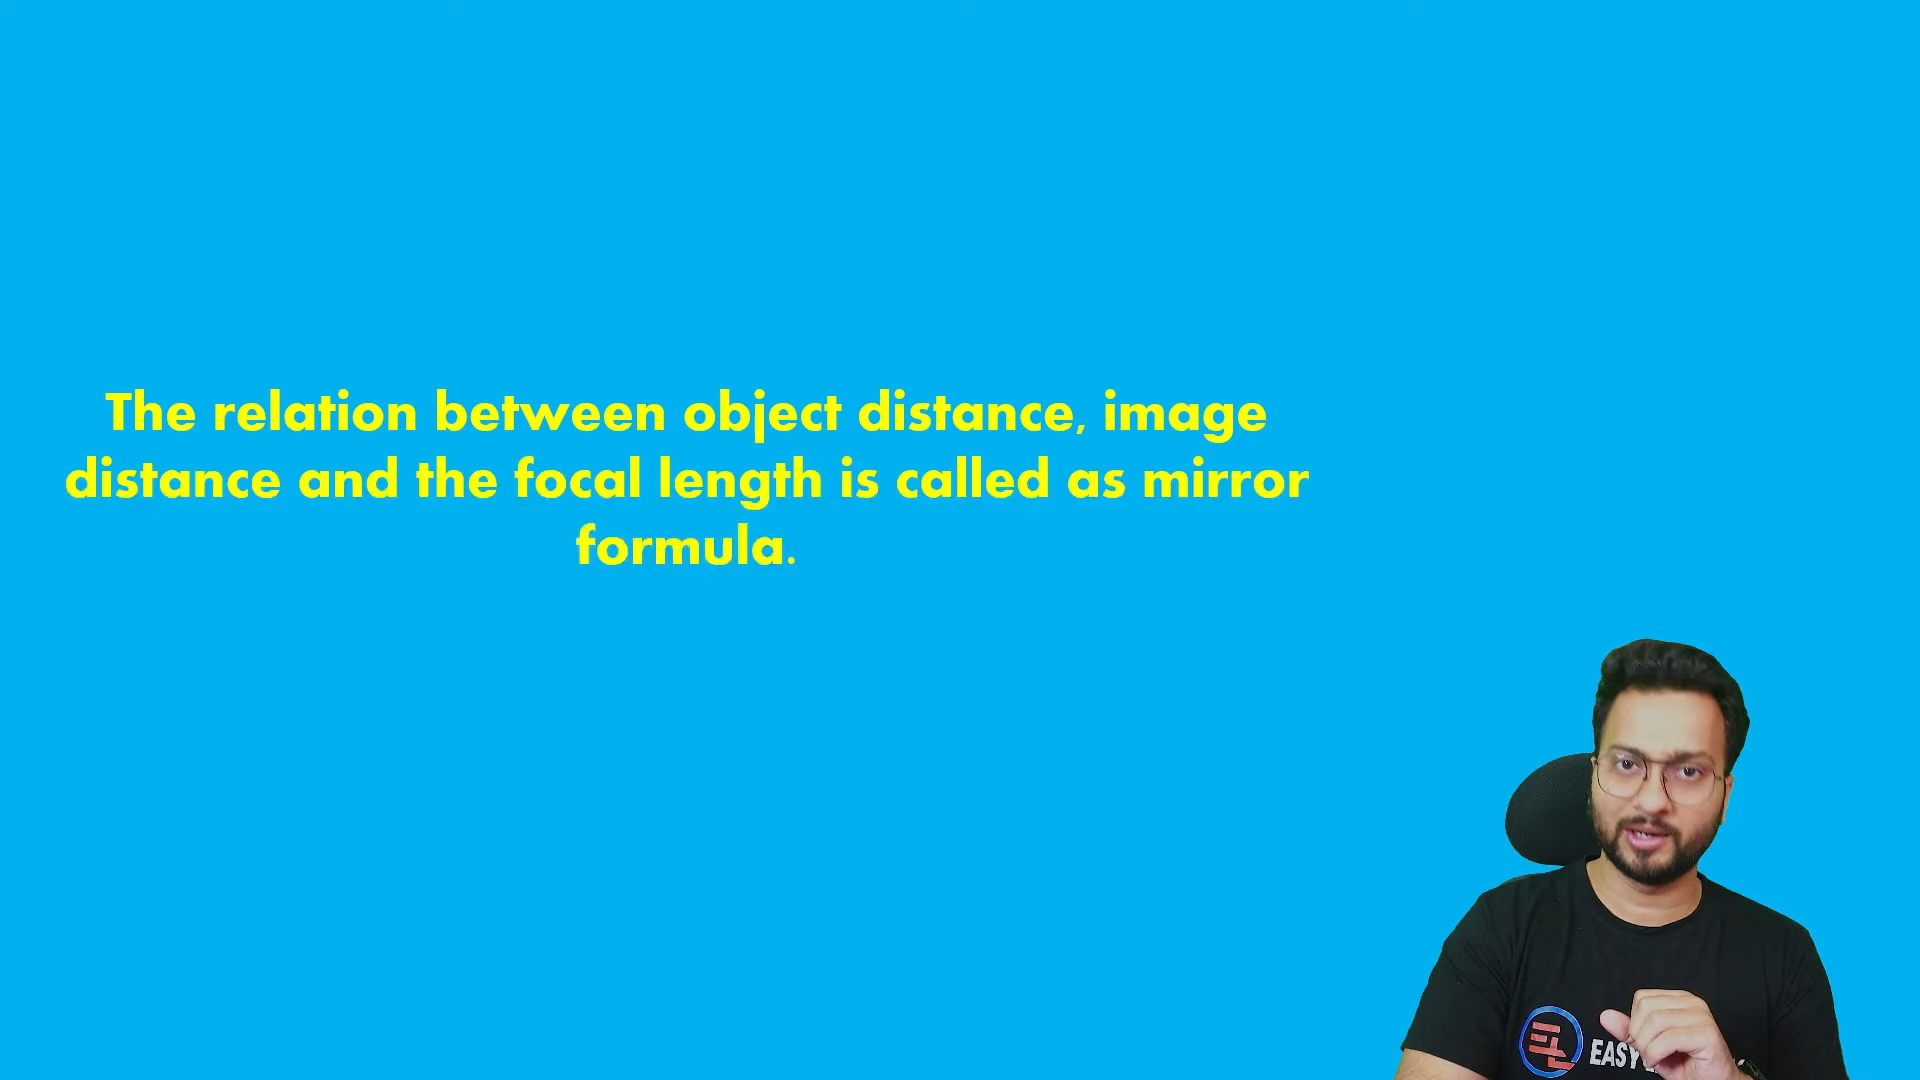 The relation between object distance, image
distance and the focal length is called as mirror
formula.
EASY